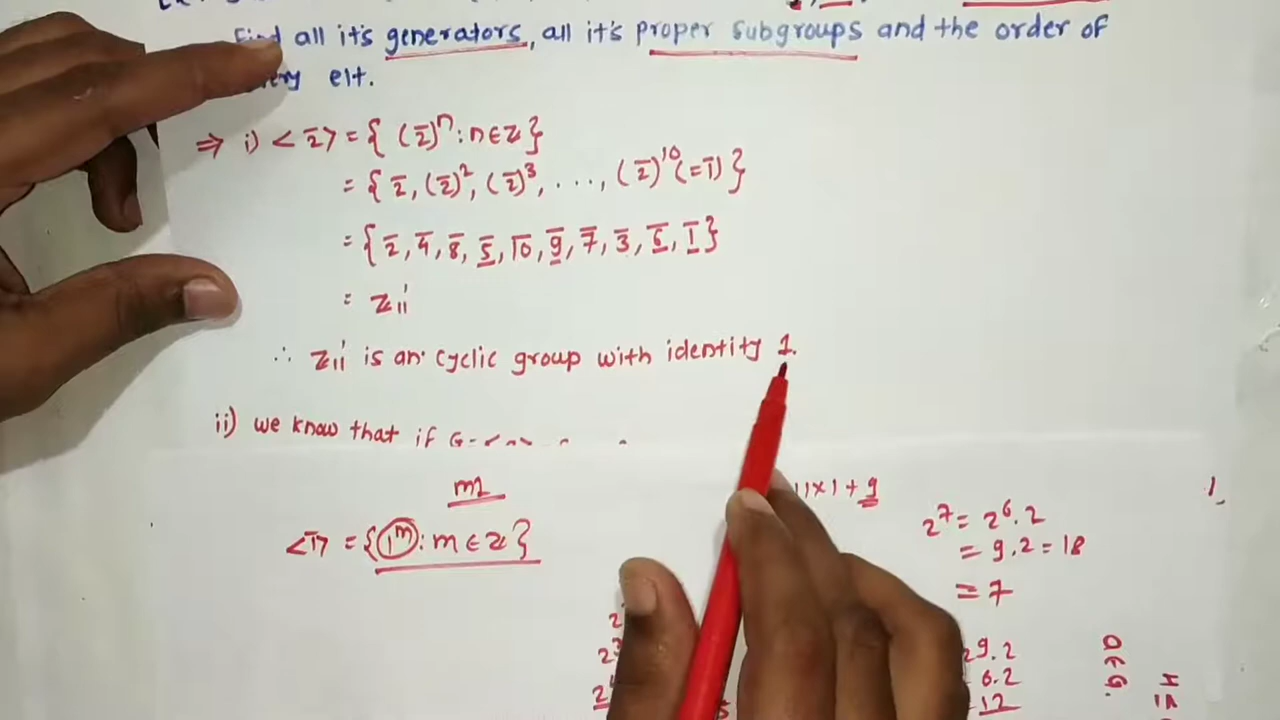 Find all it's generators, all it's proper subgroups and the order of
elt.
⇒ i) <2̄> = { (2̄)ⁿ : n∈Z }
= { 2̄, (2̄)², (2̄)³, ..., (2̄)¹⁰(=1̄) }
= { 2̄, 4̄, 8̄, 5̄, 1̄0̄, 9̄, 7̄, 3̄, 6̄, 1̄ }
= Z₁₁'
∴ Z₁₁' is an cyclic group with identity 1.
ii) we know that if G =
m1
<1̄> = { 1ᵐ : m ∈ Z }
11×1 + 9
1
2⁷ = 2⁶.2
= 9.2 = 18
= 7
9.2
6.2
12
a∈G.